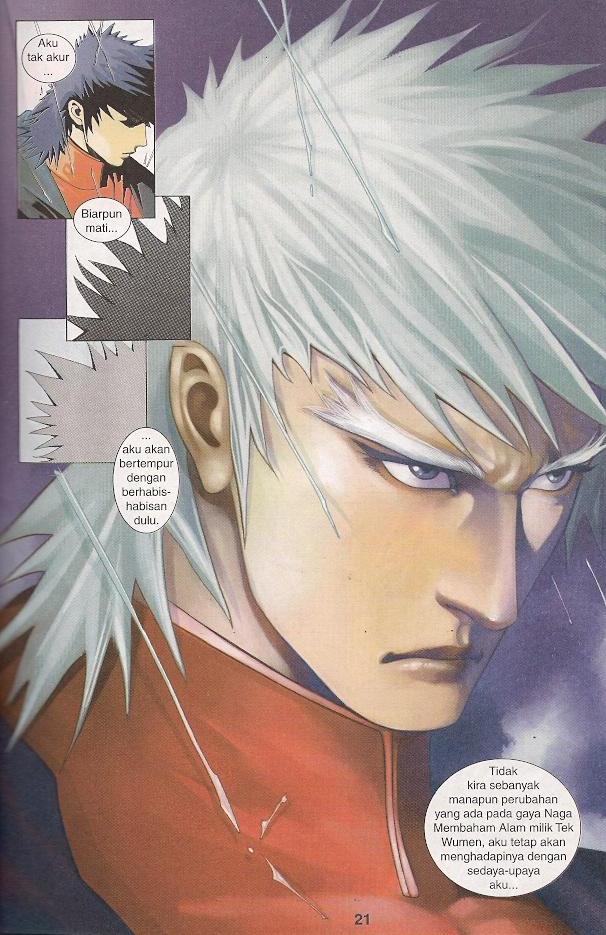 Aku
tak akur
...
Biarpun
mati...
...
aku akan
bertempur
dengan
berhabis-
habisan
dulu.
Tidak
kira sebanyak
manapun perubahan
yang ada pada gaya Naga
Membaham Alam milik Tek
Wumen, aku tetap akan
menghadapinya dengan
sedaya-upaya
aku...
21